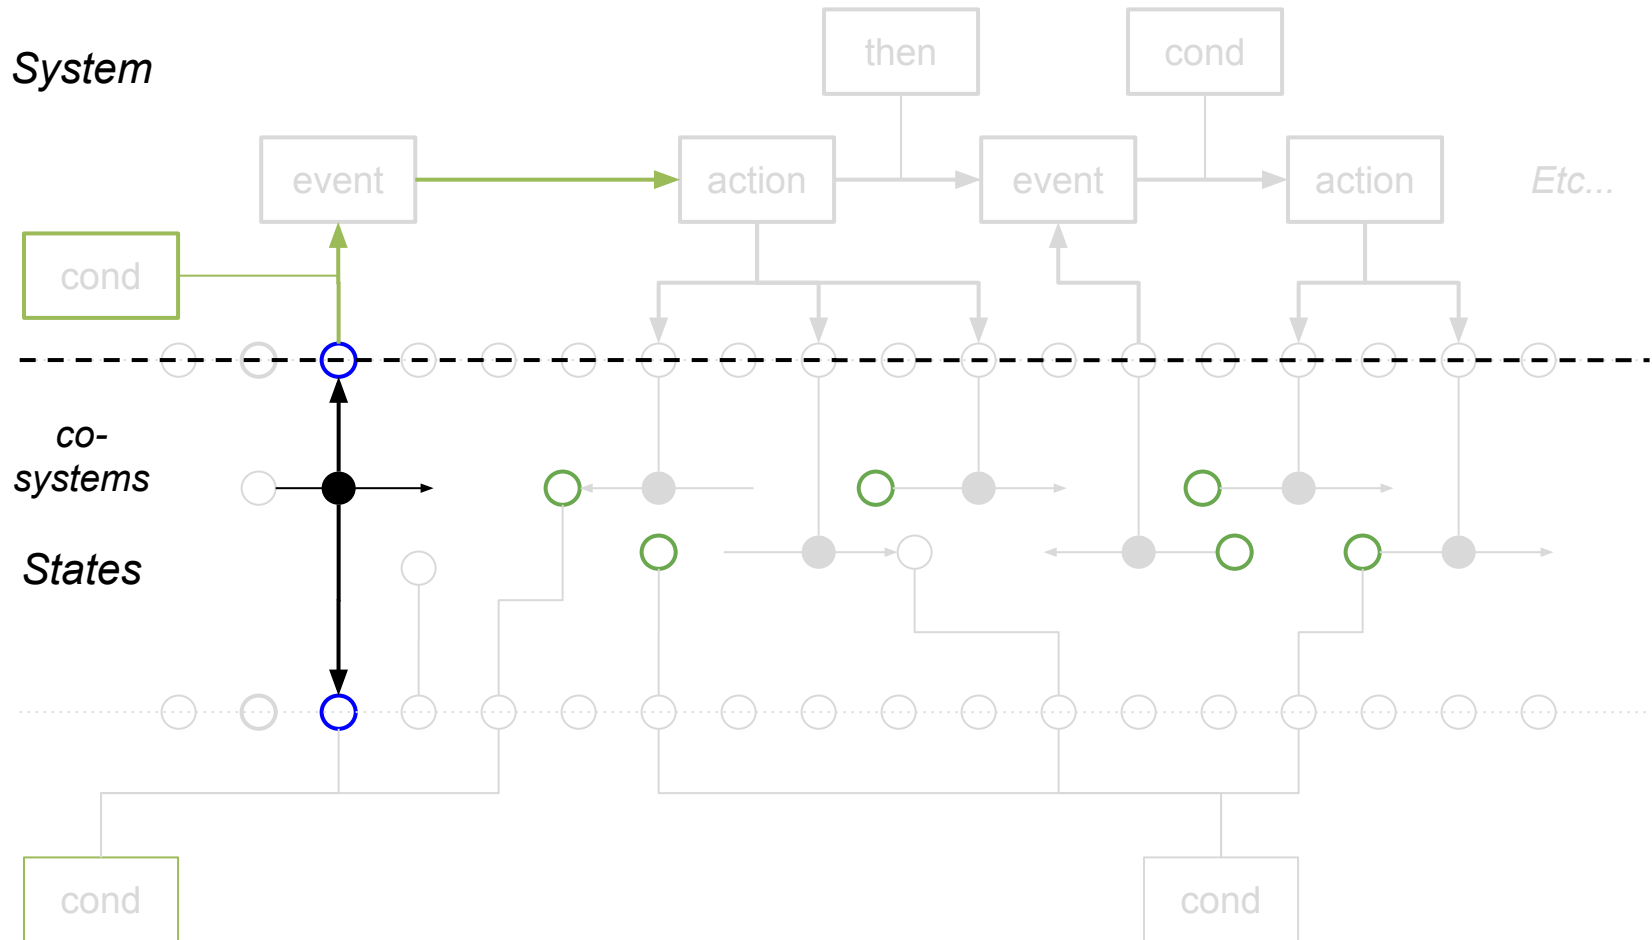 then
cond
System
event
action
event
action
Etc...
cond
co-
systems
States
cond
cond